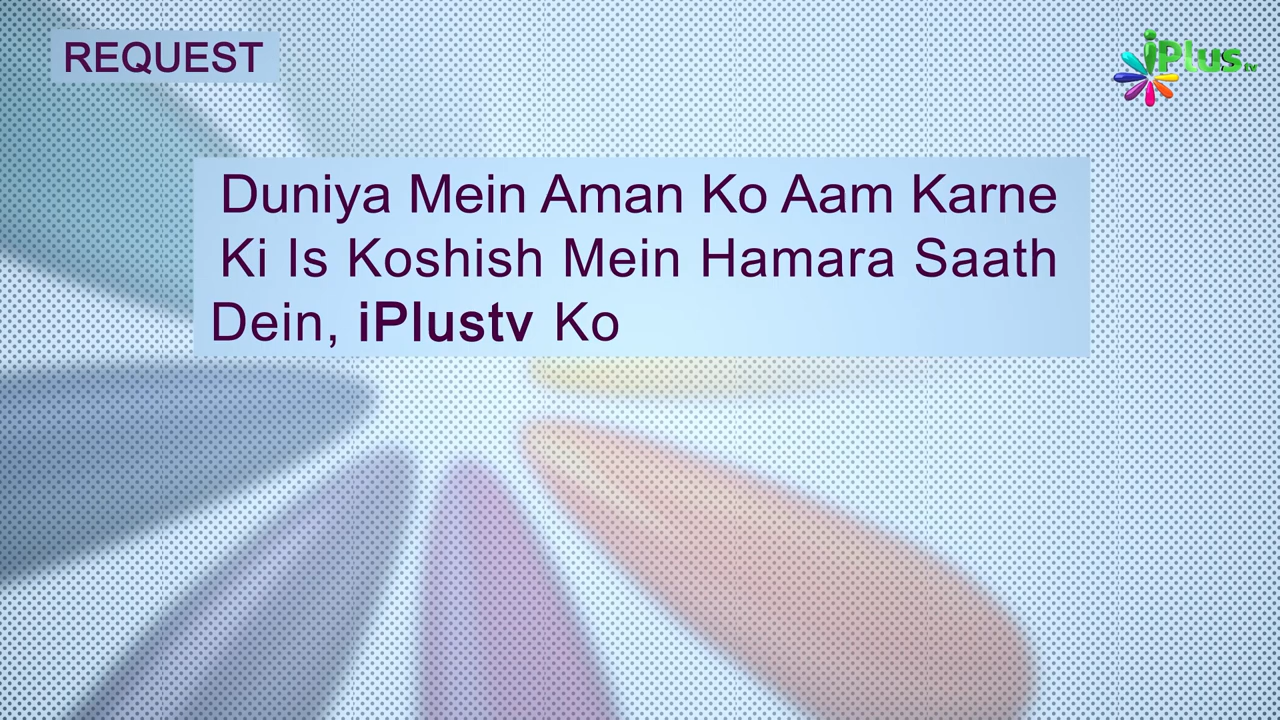 REQUEST
iPlus.tv
Duniya Mein Aman Ko Aam Karne
Ki Is Koshish Mein Hamara Saath
Dein, iPlustv Ko